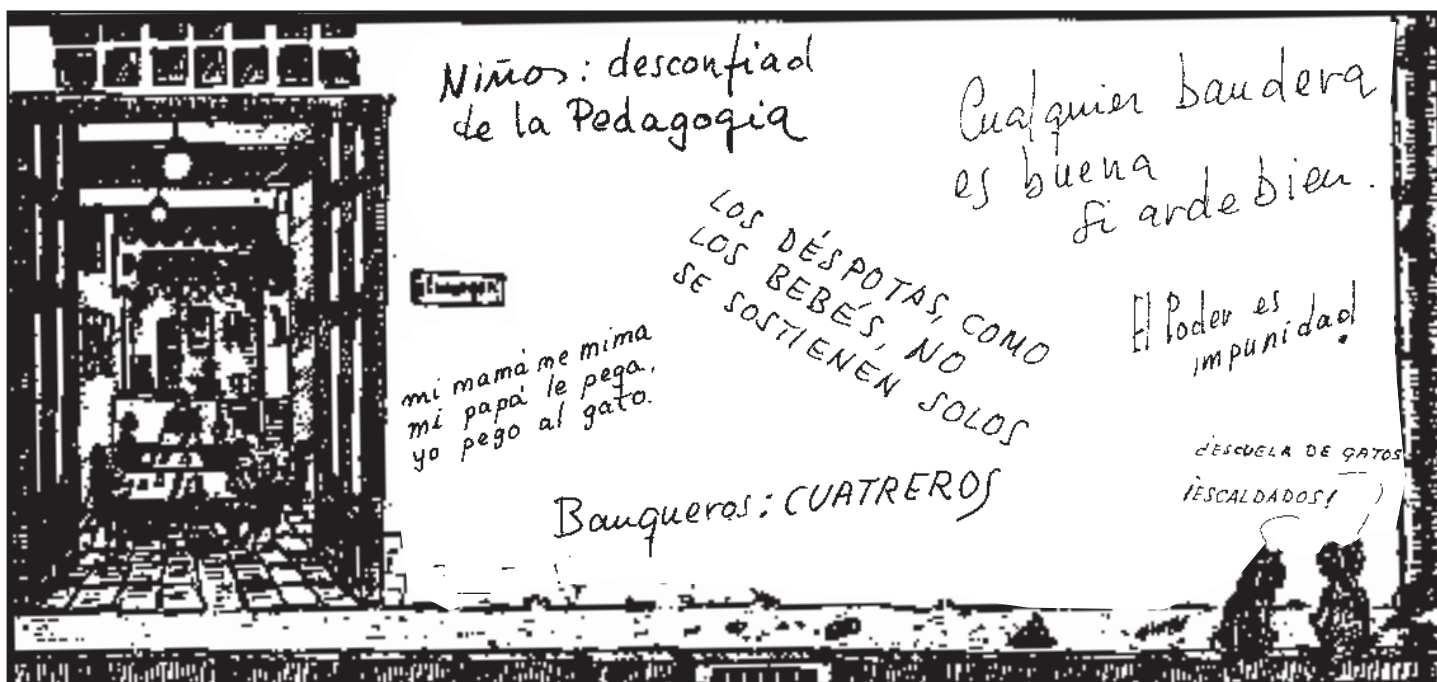 Niños: desconfiad
de la Pedagogia
Cualquier bandera
es buena
si arde bien.
LOS DÉSPOTAS, COMO
LOS BEBÉS, NO
SE SOSTIENEN SOLOS
El Poder es
impunidad.
mi mamá me mima
mi papá le pega,
yo pego al gato.
Banqueros: CUATREROS
¿ESCUELA DE GATOS
¡ESCALDADOS!